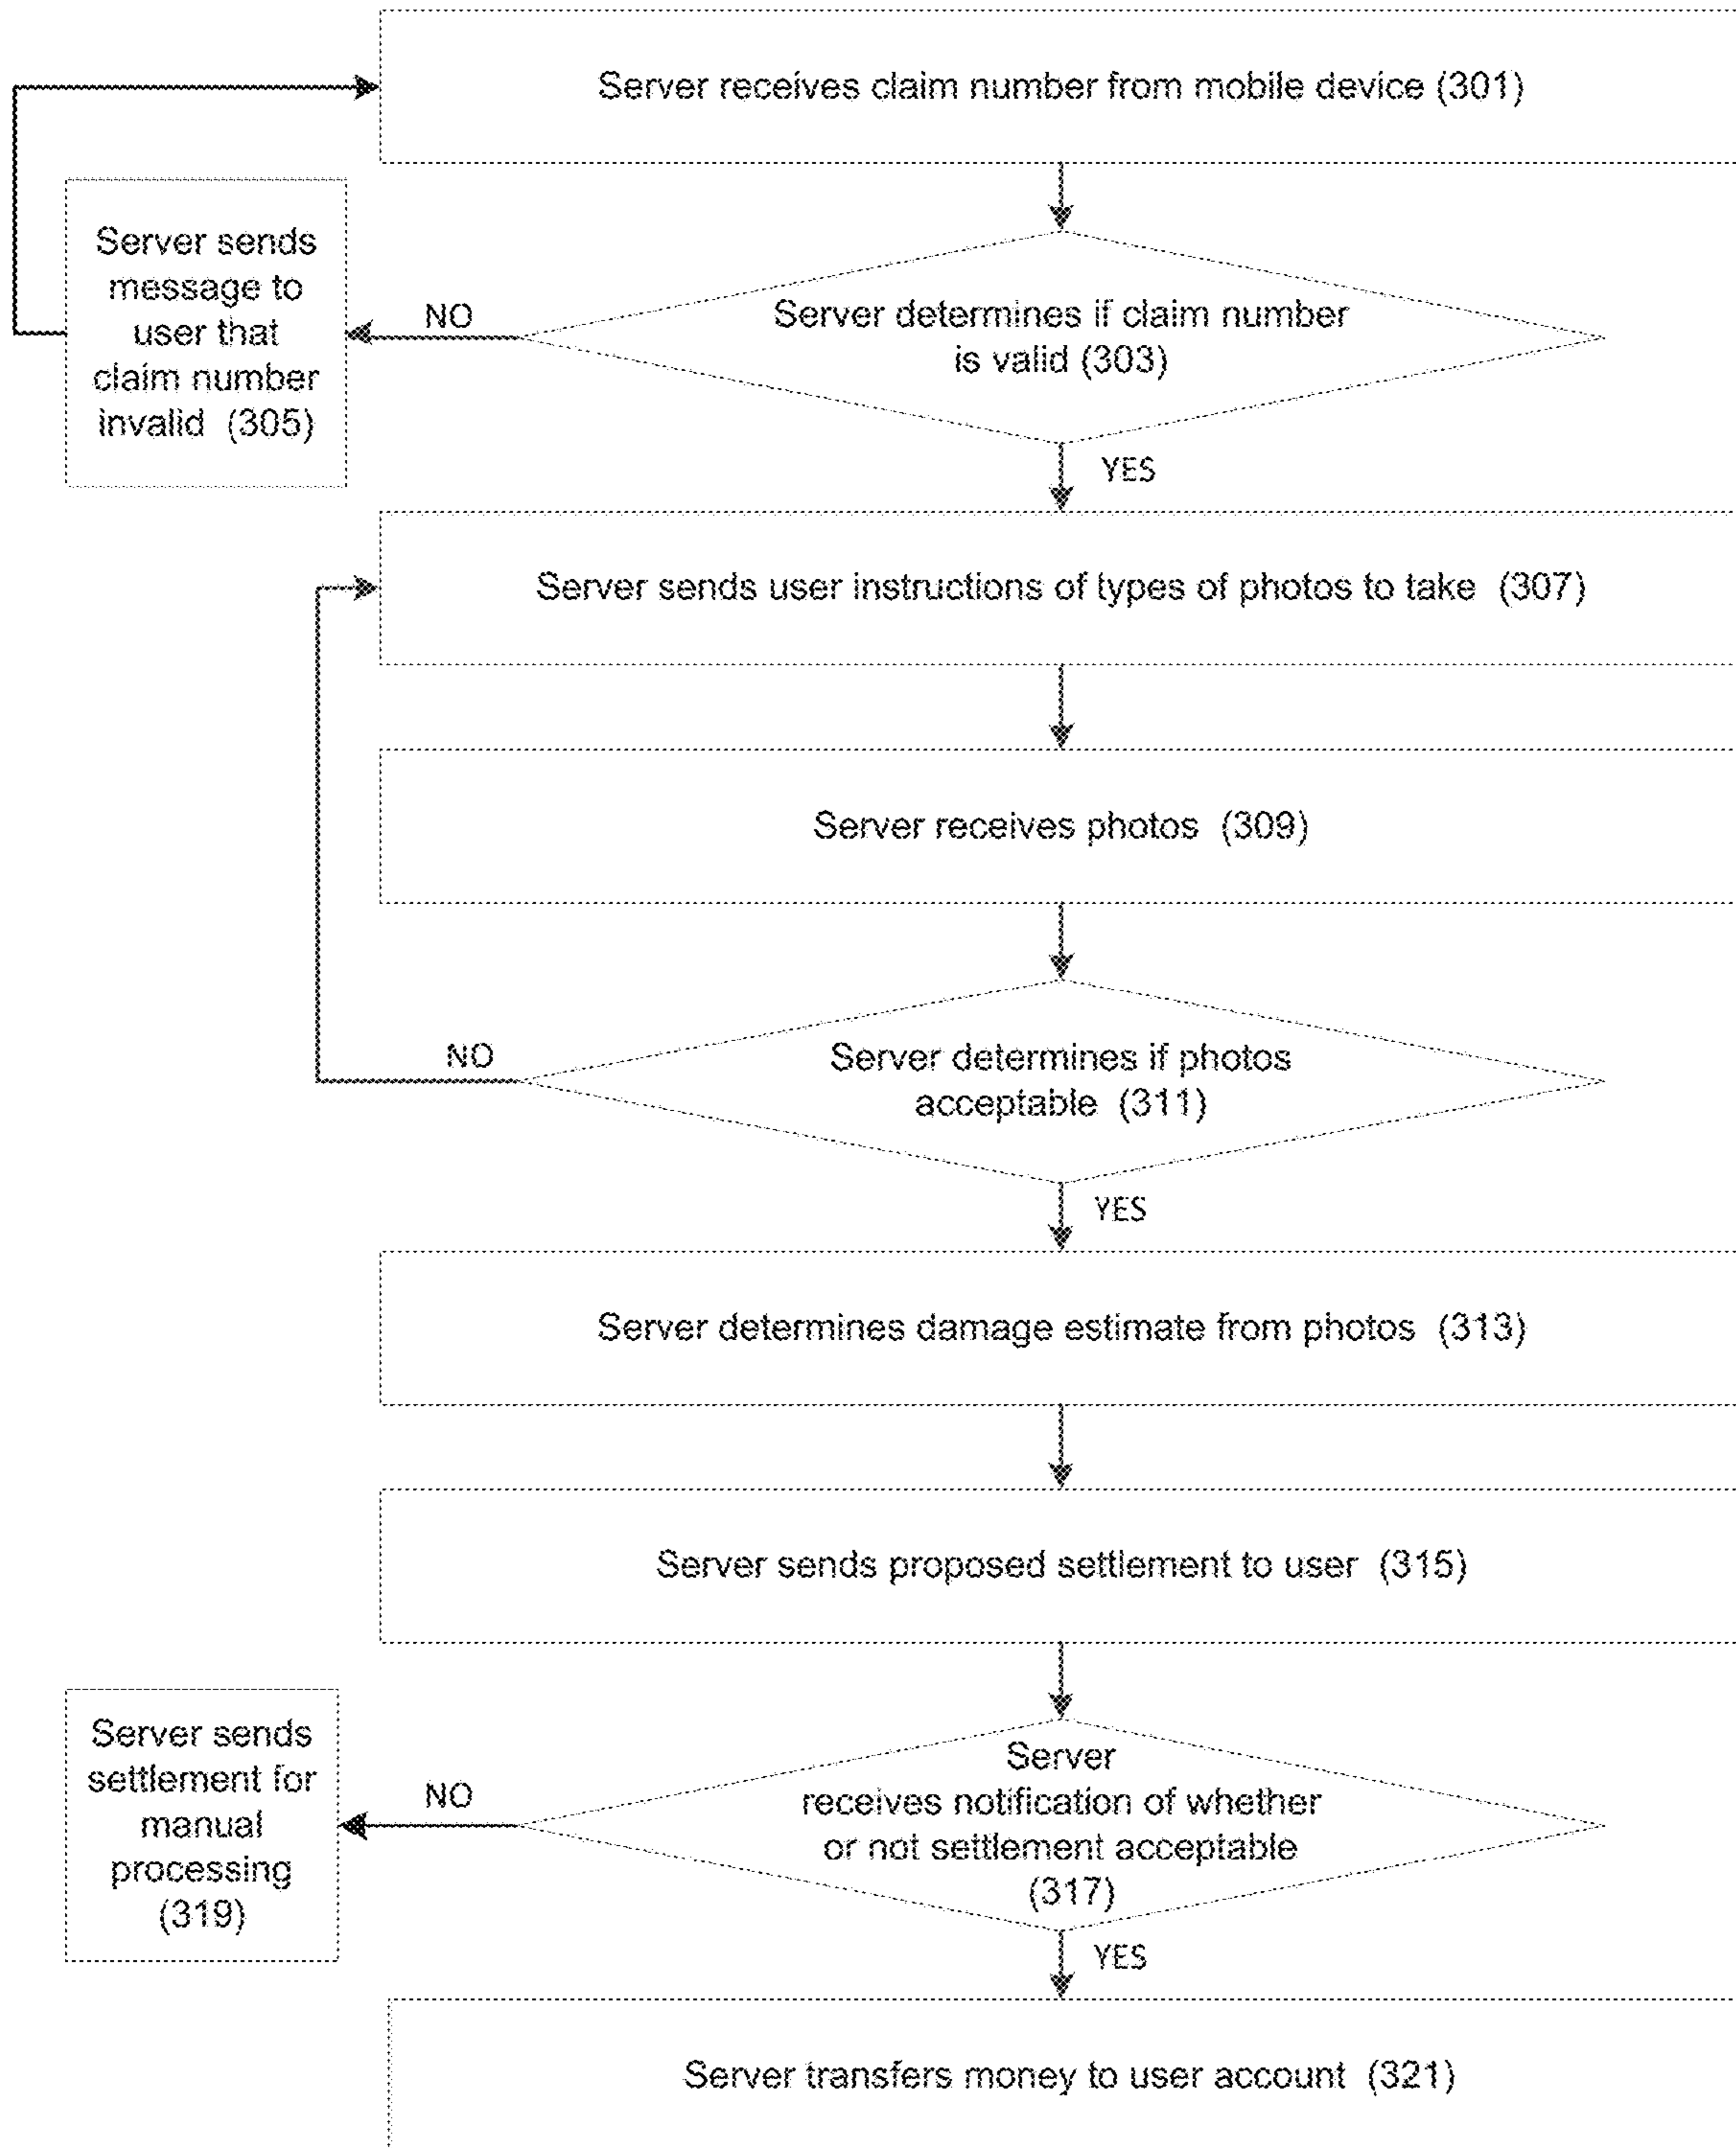 Server receives claim number from mobile device (301)
Server sends
message to
user that
claim number
invalid (305)
NO
Server determines if claim number
is valid (303)
YES
Server sends user instructions of types of photos to take (307)
Server receives photos (309)
NO
Server determines if photos
acceptable (311)
YES
Server determines damage estimate from photos (313)
Server sends proposed settlement to user (315)
Server sends
settlement for
manual
processing
(319)
NO
Server
receives notification of whether
or not settlement acceptable
(317)
YES
Server transfers money to user account (321)